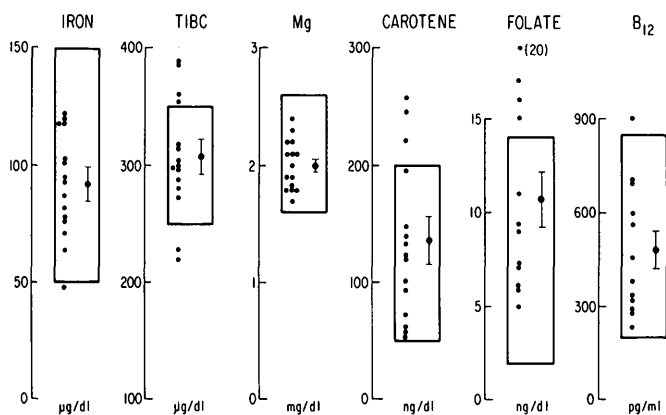 IRON TIBC Mg CAROTENE FOLATE B12
(20)
150 400 3 300
15 900
100 300 2 200
10 600
50 200 1 100
5 300
0 100 0 0 0 0
µg/dl µg/dl mg/dl ng/dl ng/dl pg/ml